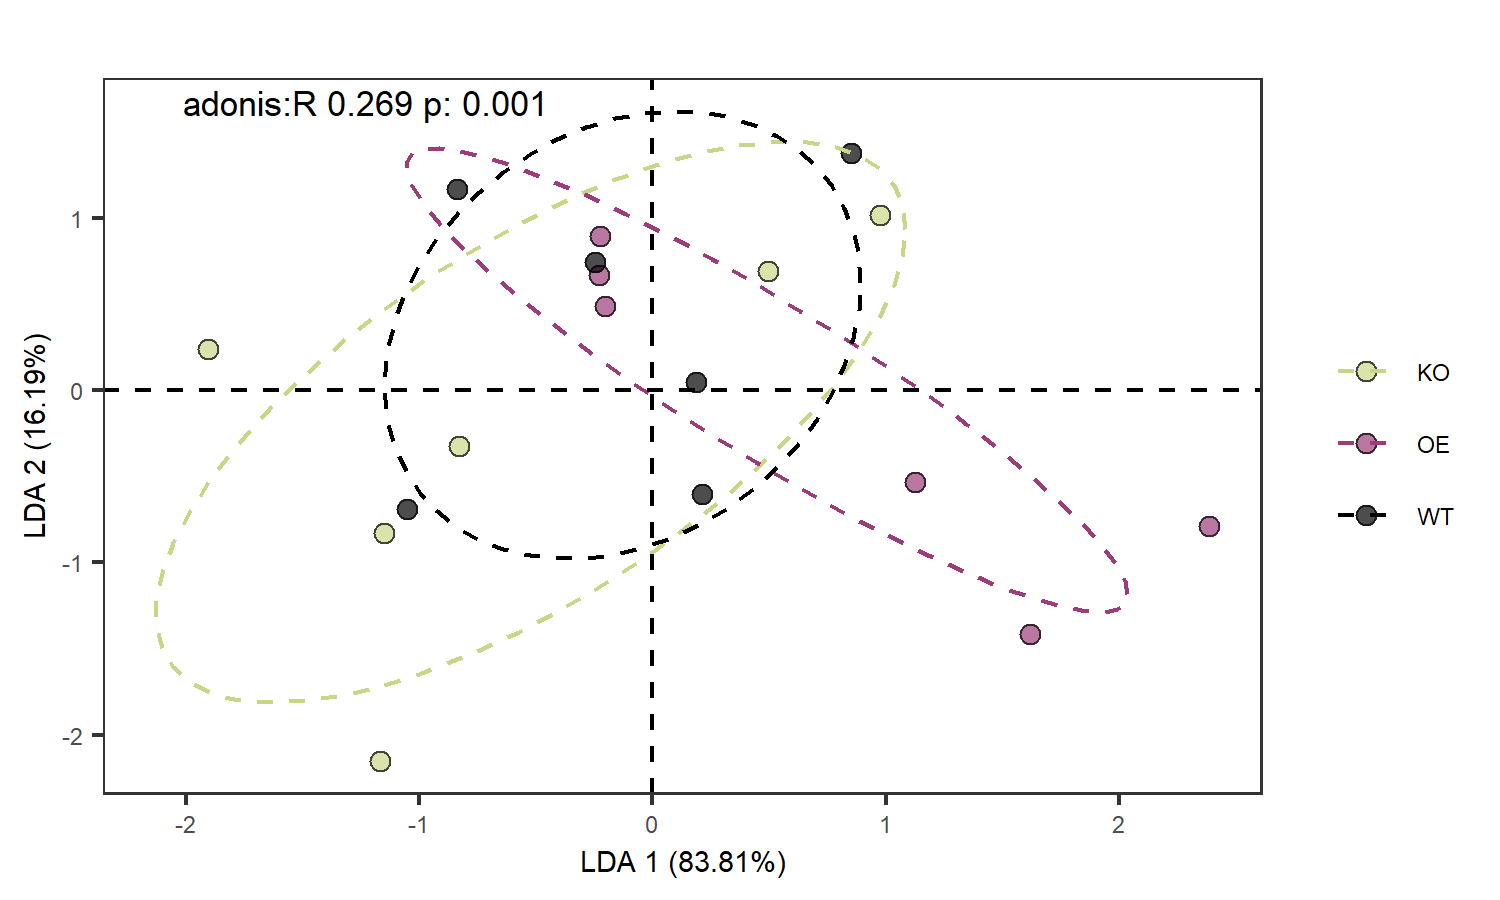 adonis:R 0.269 p: 0.001
LDA 2 (16.19%)
1
0
-1
-2
-2
-1
0
1
2
LDA 1 (83.81%)
KO
OE
WT